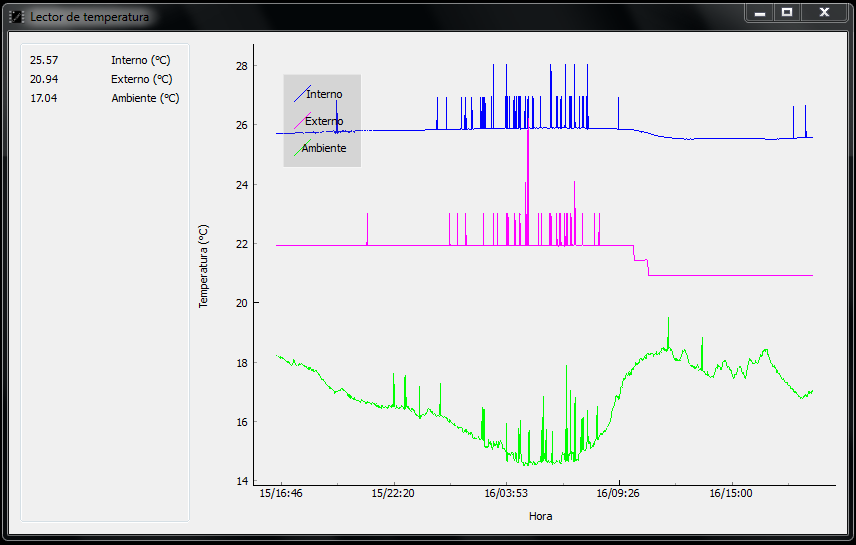 Lector de temperatura
25.57 Interno (ºC)
20.94 Externo (ºC)
17.04 Ambiente (ºC)
Interno
Externo
Ambiente
Temperatura (ºC)
28
26
24
22
20
18
16
14
15/16:46 15/22:20 16/03:53 16/09:26 16/15:00
Hora